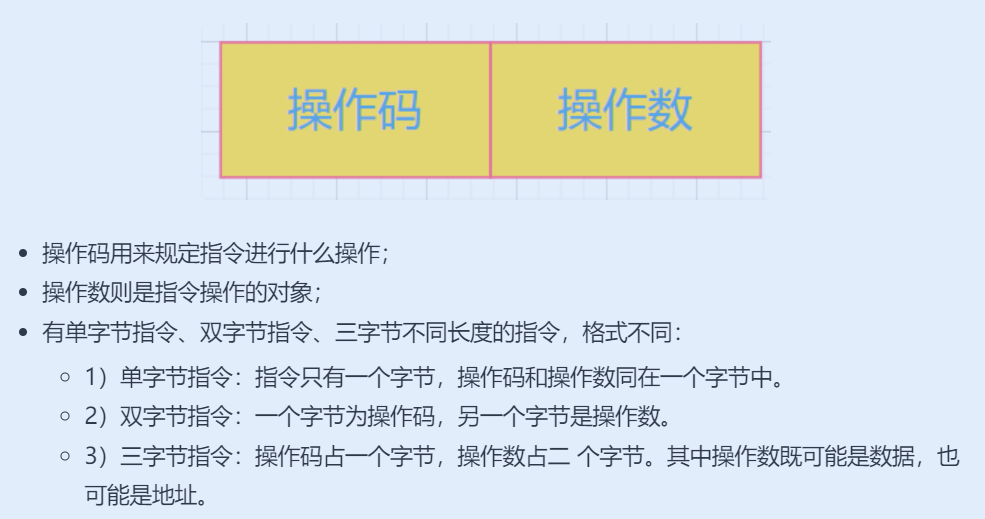 操作码 操作数
操作码用来规定指令进行什么操作；
操作数则是指令操作的对象；
有单字节指令、双字节指令、三字节不同长度的指令，格式不同：
1）单字节指令：指令只有一个字节，操作码和操作数同在一个字节中。
2）双字节指令：一个字节为操作码，另一个字节是操作数。
3）三字节指令：操作码占一个字节，操作数占二 个字节。其中操作数既可能是数据，也
可能是地址。